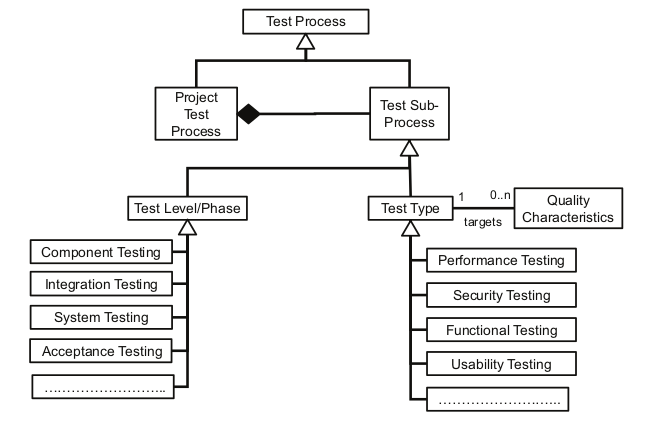 Test Process
Project
Test
Process
Test Sub-
Process
Test Level/Phase
Test Type
1
0..n
targets
Quality
Characteristics
Component Testing
Integration Testing
System Testing
Acceptance Testing
……………………..
Performance Testing
Security Testing
Functional Testing
Usability Testing
……………………...